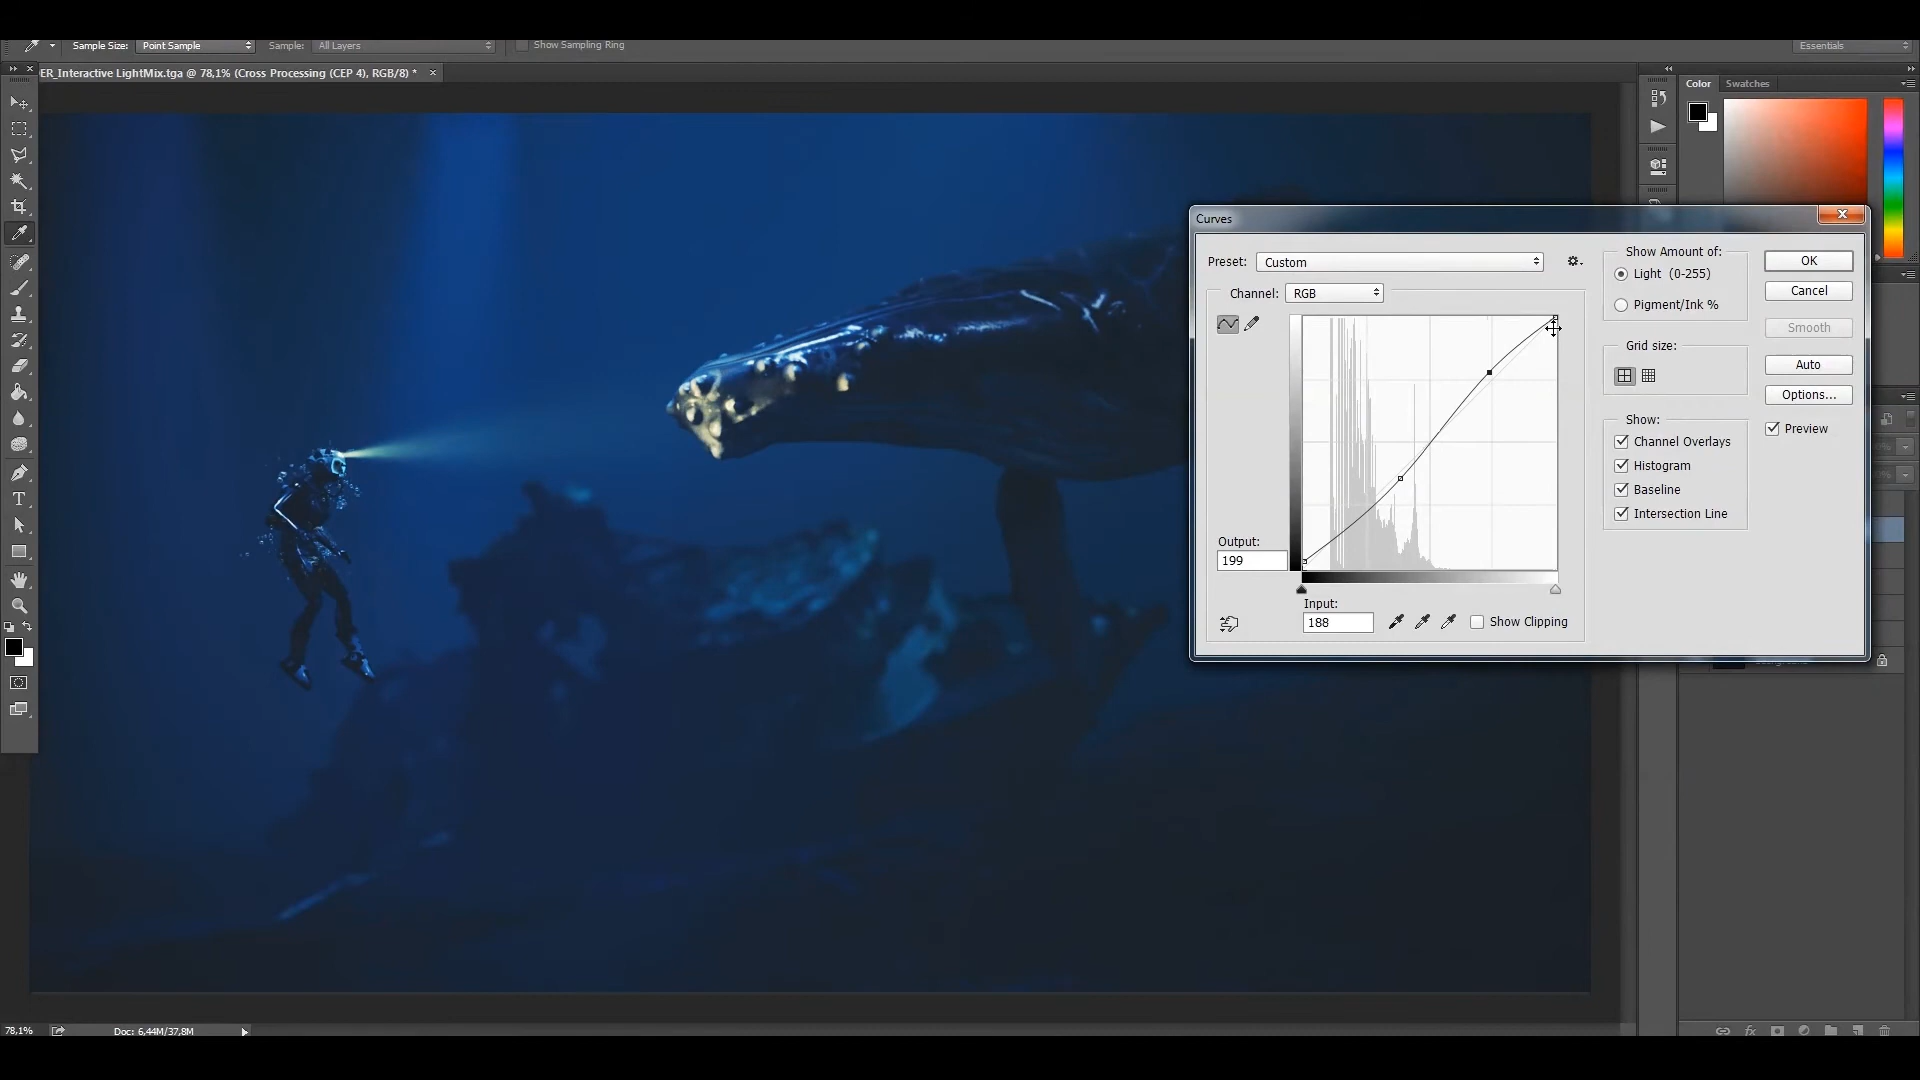 Sample Size: Point Sample Sample: All Layers Show Sampling Ring Essentials
ER_Interactive LightMix.tga @ 78,1% (Cross Processing (CEP 4), RGB/8) * ×
Color Swatches
Curves
Preset: Custom
Channel: RGB
Show Amount of:
Light (0-255)
Pigment/Ink %
OK
Cancel
Smooth
Grid size:
Auto
Options...
Show:
Preview
Channel Overlays
Histogram
Baseline
Intersection Line
Output:
199
Input:
188
Show Clipping
T
78,1% Doc: 6,44M/37,8M
fx